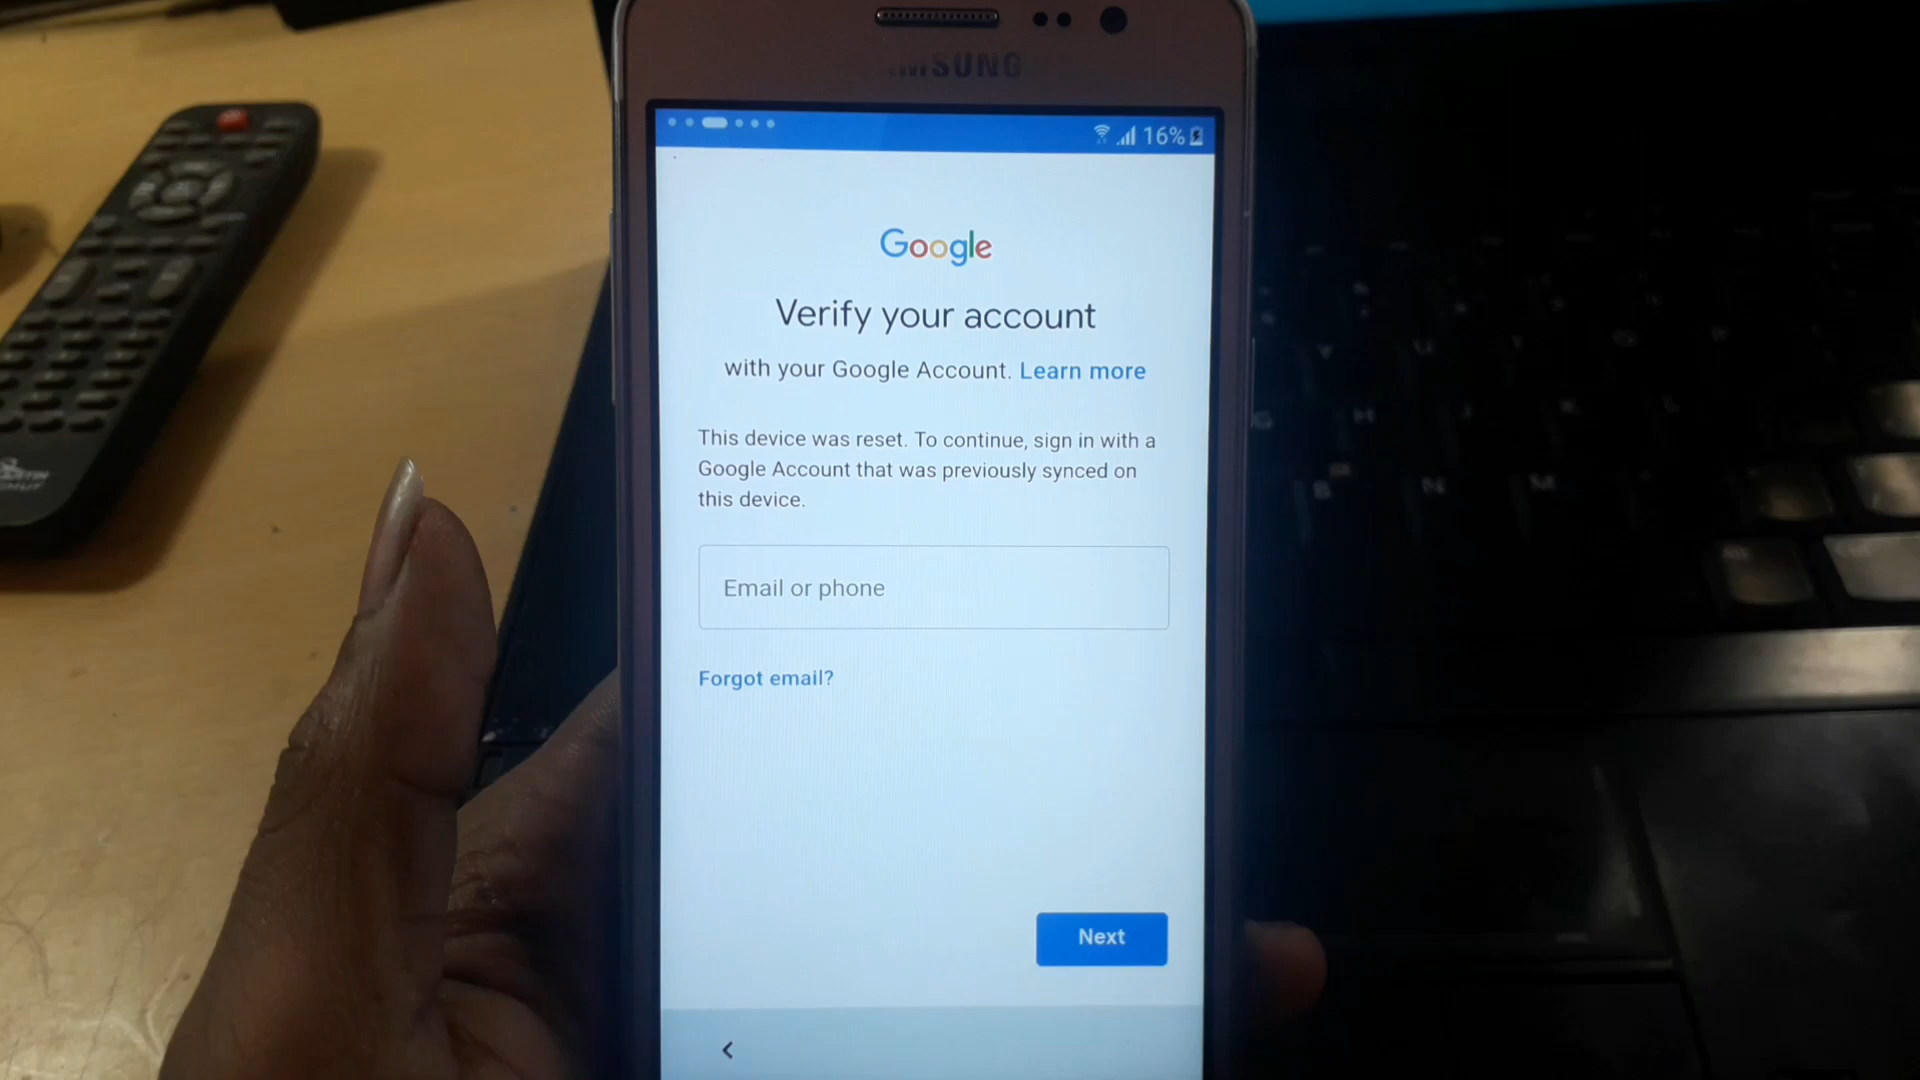 SUNG
16%
Google
Verify your account
with your Google Account. Learn more
This device was reset. To continue, sign in with a
Google Account that was previously synced on
this device.
Email or phone
Forgot email?
Next